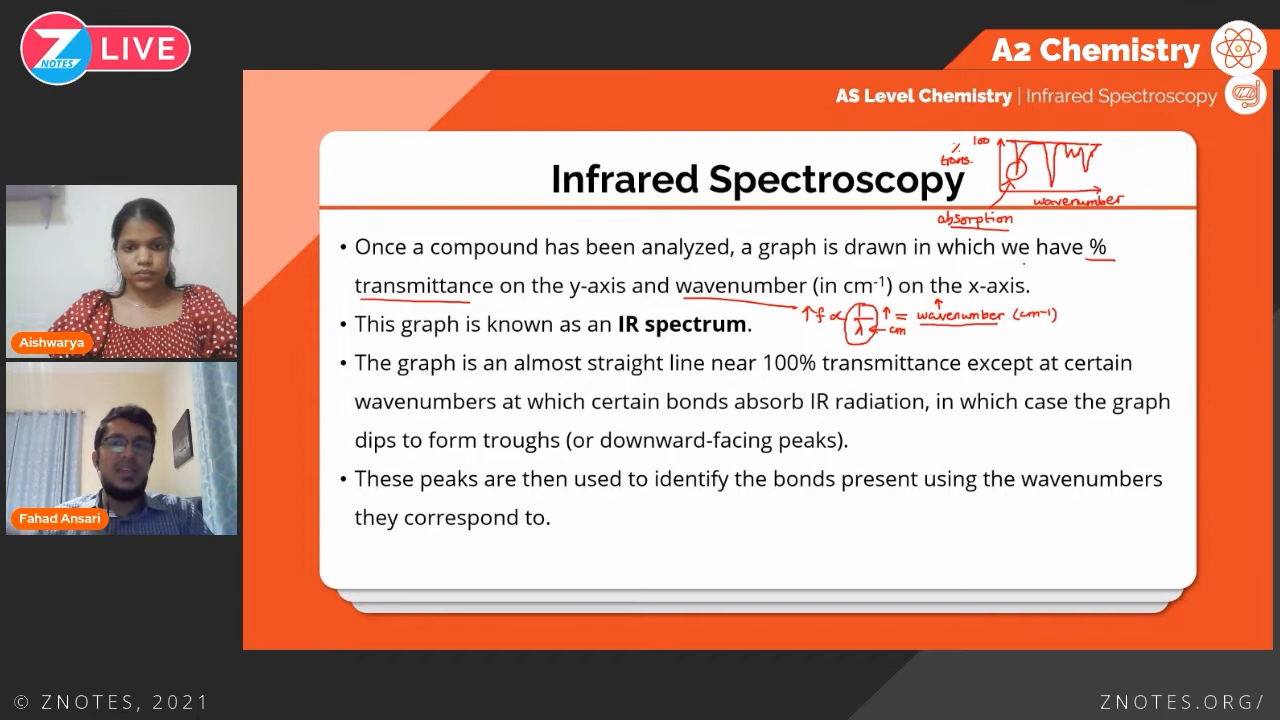 Z NOTES LIVE
A2 Chemistry
AS Level Chemistry | Infrared Spectroscopy
% trans. 100
Infrared Spectroscopy
wavenumber
absorption
• Once a compound has been analyzed, a graph is drawn in which we have %
transmittance on the y-axis and wavenumber (in cm⁻¹) on the x-axis.
↑f ∝ 1/λ ↑ = wavenumber (cm⁻¹)
← cm
• This graph is known as an IR spectrum.
• The graph is an almost straight line near 100% transmittance except at certain
wavenumbers at which certain bonds absorb IR radiation, in which case the graph
dips to form troughs (or downward-facing peaks).
• These peaks are then used to identify the bonds present using the wavenumbers
they correspond to.
Aishwarya
Fahad Ansari
© ZNOTES, 2021
ZNOTES.ORG/